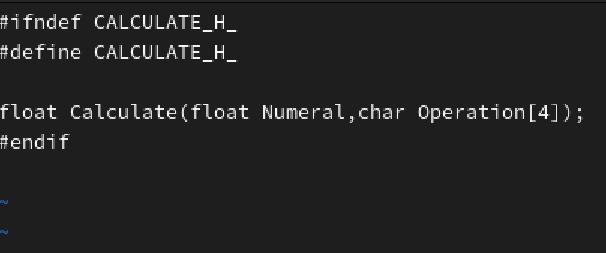 #ifndef CALCULATE_H_
#define CALCULATE_H_
float Calculate(float Numeral,char Operation[4]);
#endif
~
~